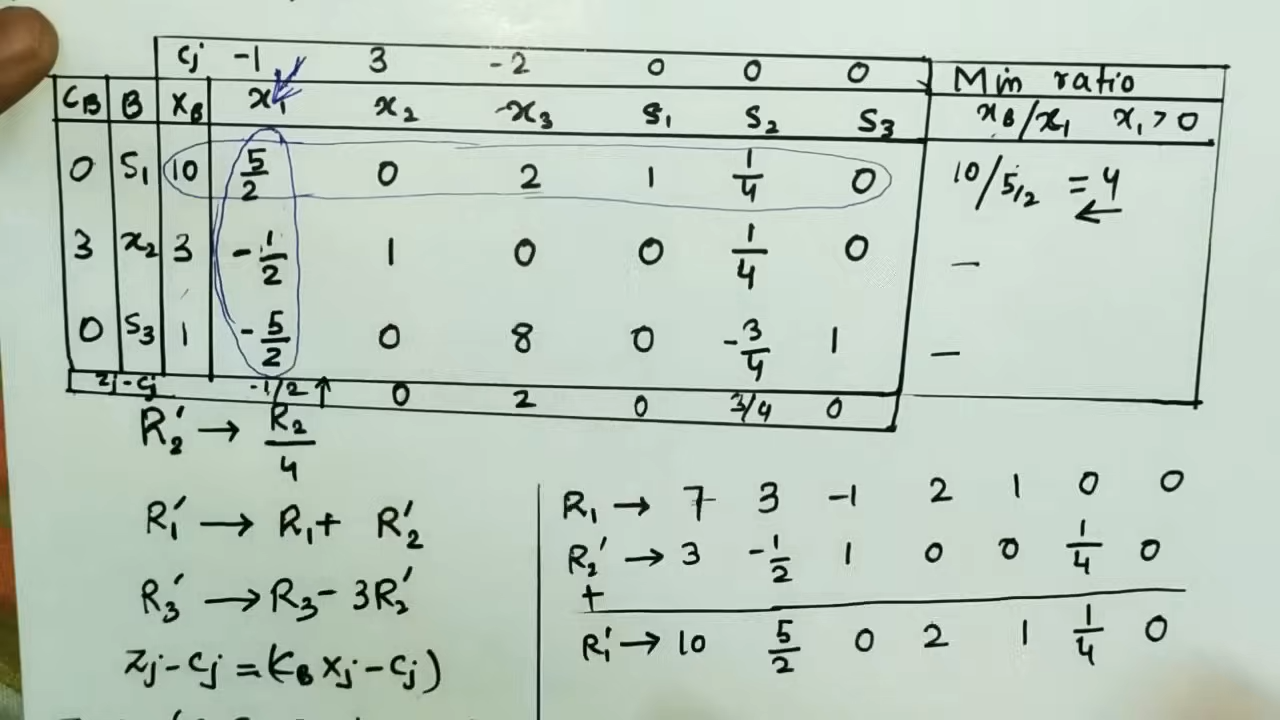 Cj -1 3 -2 0 0 0 Min ratio
CB B XB x1 x2 x3 S1 S2 S3 xB/x1 x1 > 0
0 S1 10 5/2 0 2 1 1/4 0 10/5/2 = 4 ←
3 x2 3 -1/2 1 0 0 1/4 0 —
0 S3 1 -5/2 0 8 0 -3/4 1 —
Zj-Cj -1/2 ↑ 0 2 0 3/4 0
R2' → R2/4
R1' → R1 + R2'
R3' → R3 - 3R2'
Zj - Cj = (CB Xj - Cj)
R1 → 7 3 -1 2 1 0 0
R2' → 3 -1/2 1 0 0 1/4 0
+
R1' → 10 5/2 0 2 1 1/4 0